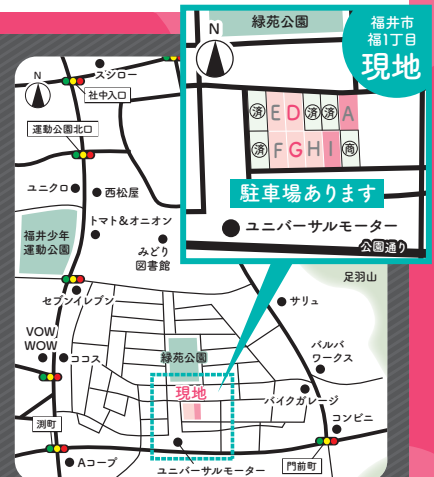 緑苑公園
福井市
福1丁目
現地
N
済
E
D
済
済
A
済
F
G
H
I
商
駐車場あります
ユニバーサルモーター
公園通り
N
スシロー
社中入口
運動公園北口
ユニクロ
西松屋
福井少年
運動公園
トマト&オニオン
みどり
図書館
足羽山
セブンイレブン
サリュ
VOW
WOW
ココス
緑苑公園
バルバ
ワークス
現地
バイクガレージ
渕町
コンビニ
Aコープ
ユニバーサルモーター
門前町